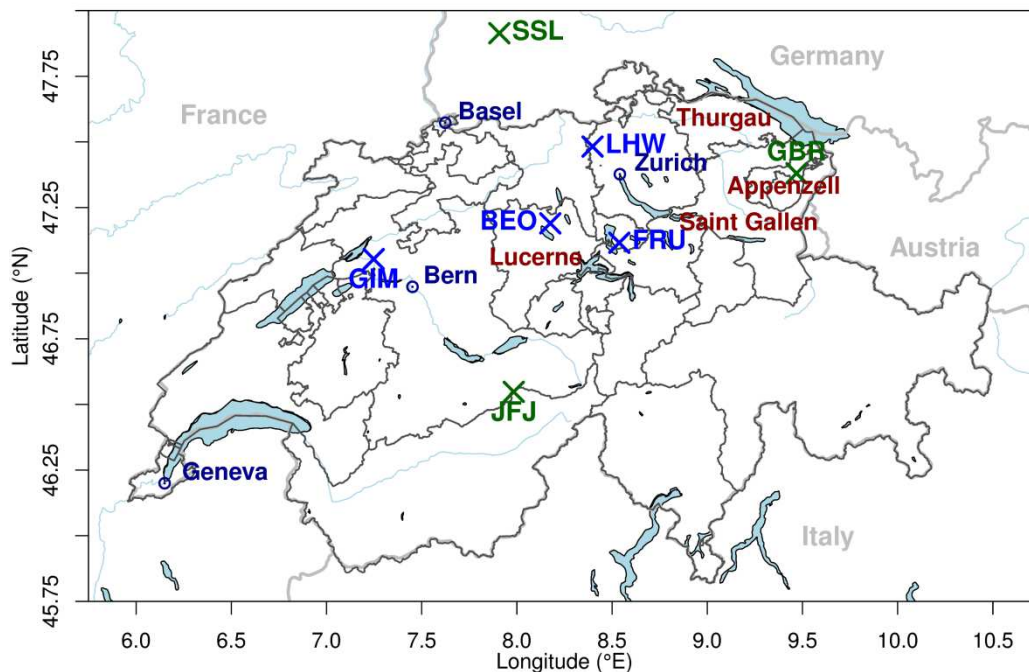 SSL
Germany
47.75
France
Basel
Thurgau
LHW
GBR
Zurich
Appenzell
47.25
BEO
Saint Gallen
FRU
Austria
Lucerne
GIM
Bern
Latitude (°N)
46.75
JFJ
46.25
Geneva
Italy
45.75
6.0 6.5 7.0 7.5 8.0 8.5 9.0 9.5 10.0 10.5
Longitude (°E)